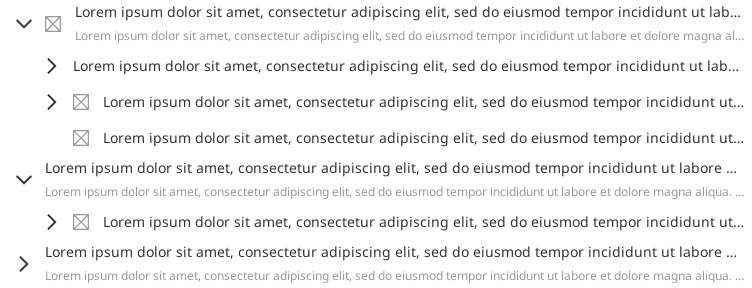 Lorem ipsum dolor sit amet, consectetur adipiscing elit, sed do eiusmod tempor incididunt ut lab...
Lorem ipsum dolor sit amet, consectetur adipiscing elit, sed do eiusmod tempor incididunt ut labore et dolore magna al...
Lorem ipsum dolor sit amet, consectetur adipiscing elit, sed do eiusmod tempor incididunt ut lab...
Lorem ipsum dolor sit amet, consectetur adipiscing elit, sed do eiusmod tempor incididunt ut...
Lorem ipsum dolor sit amet, consectetur adipiscing elit, sed do eiusmod tempor incididunt ut...
Lorem ipsum dolor sit amet, consectetur adipiscing elit, sed do eiusmod tempor incididunt ut labore ...
Lorem ipsum dolor sit amet, consectetur adipiscing elit, sed do eiusmod tempor incididunt ut labore et dolore magna aliqua. ...
Lorem ipsum dolor sit amet, consectetur adipiscing elit, sed do eiusmod tempor incididunt ut...
Lorem ipsum dolor sit amet, consectetur adipiscing elit, sed do eiusmod tempor incididunt ut labore ...
Lorem ipsum dolor sit amet, consectetur adipiscing elit, sed do eiusmod tempor incididunt ut labore et dolore magna aliqua. ...